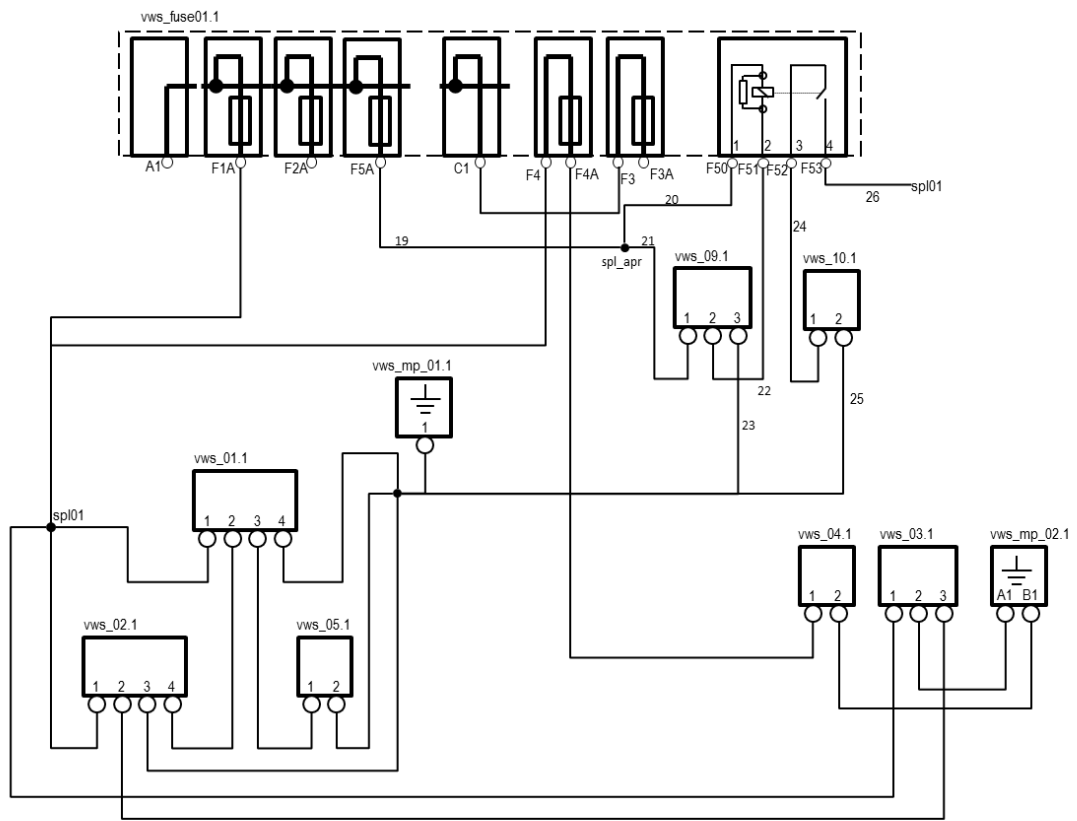 vws_fuse01.1
1 2 3 4
A1 F1A F2A F5A C1 F4 F4A F3 F3A F50 F51 F52 F53
spl01
26
20
24
19 21
spl_apr
vws_09.1 vws_10.1
1 2 3
1 2
22
25
23
vws_mp_01.1
1
vws_01.1
spl01
1 2 3 4
vws_04.1 vws_03.1 vws_mp_02.1
1 2
1 2 3
A1 B1
vws_02.1 vws_05.1
1 2 3 4
1 2